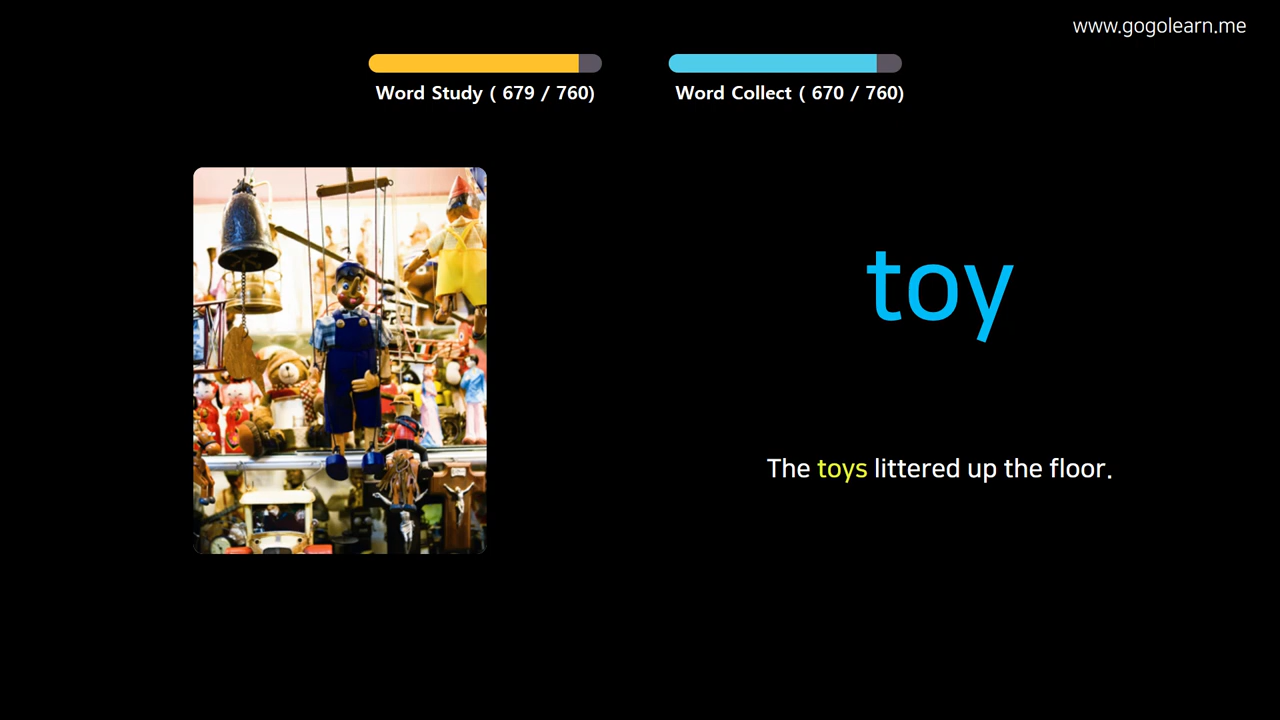 www.gogolearn.me
Word Study ( 679 / 760)
Word Collect ( 670 / 760)
toy
The toys littered up the floor.